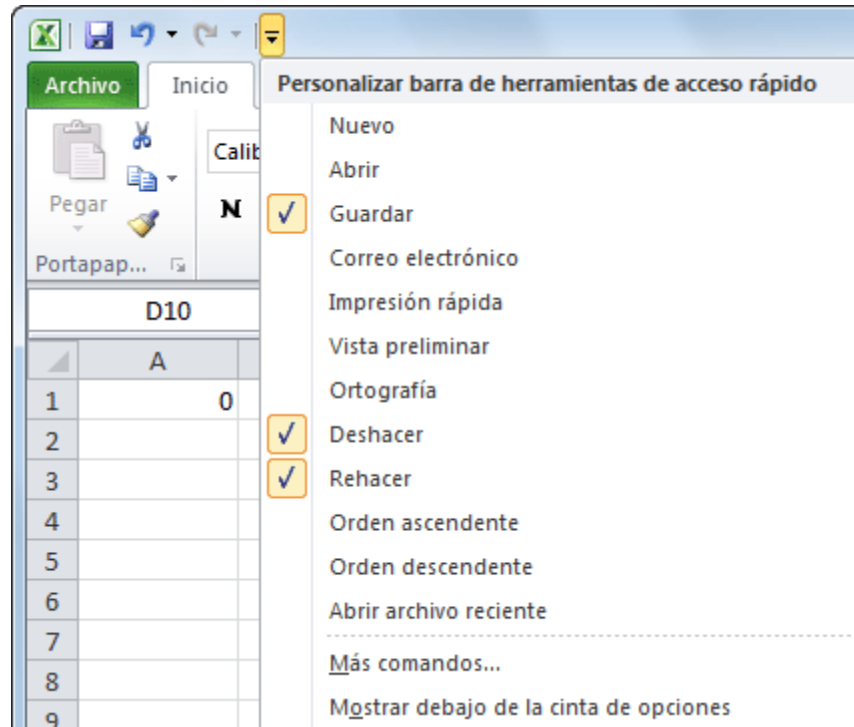 Archivo Inicio
Personalizar barra de herramientas de acceso rápido
Nuevo
Abrir
Guardar
Correo electrónico
Impresión rápida
Vista preliminar
Ortografía
Deshacer
Rehacer
Orden ascendente
Orden descendente
Abrir archivo reciente
Más comandos...
Mostrar debajo de la cinta de opciones
Pegar
Calib
N
Portapap...
D10
A
1 0
2
3
4
5
6
7
8
9